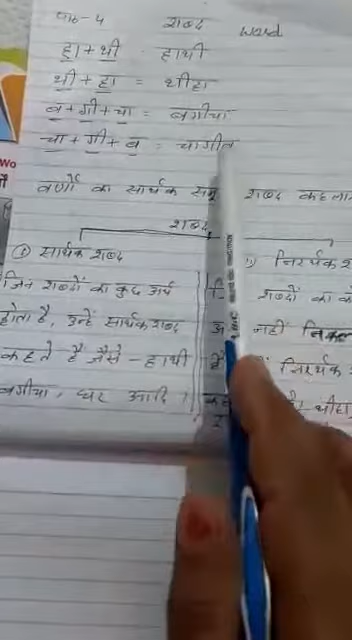 पाठ-4 शब्द Word
हा + थी हाथी
थी + हा = थीहा
ब + गी + चा = बगीचा
चा + गी + ब = चागीब
वर्णों का सार्थक समू शब्द कहला
शब्द
① सार्थक शब्द
जिन शब्दों का कुछ अर्थ
होता है, उन्हें सार्थक शब्द
कहते हैं जैसे - हाथी
बगीचा, घर आदि ।
निरर्थक श
शब्दों का को
नहीं निकल
निरर्थक
थीहा